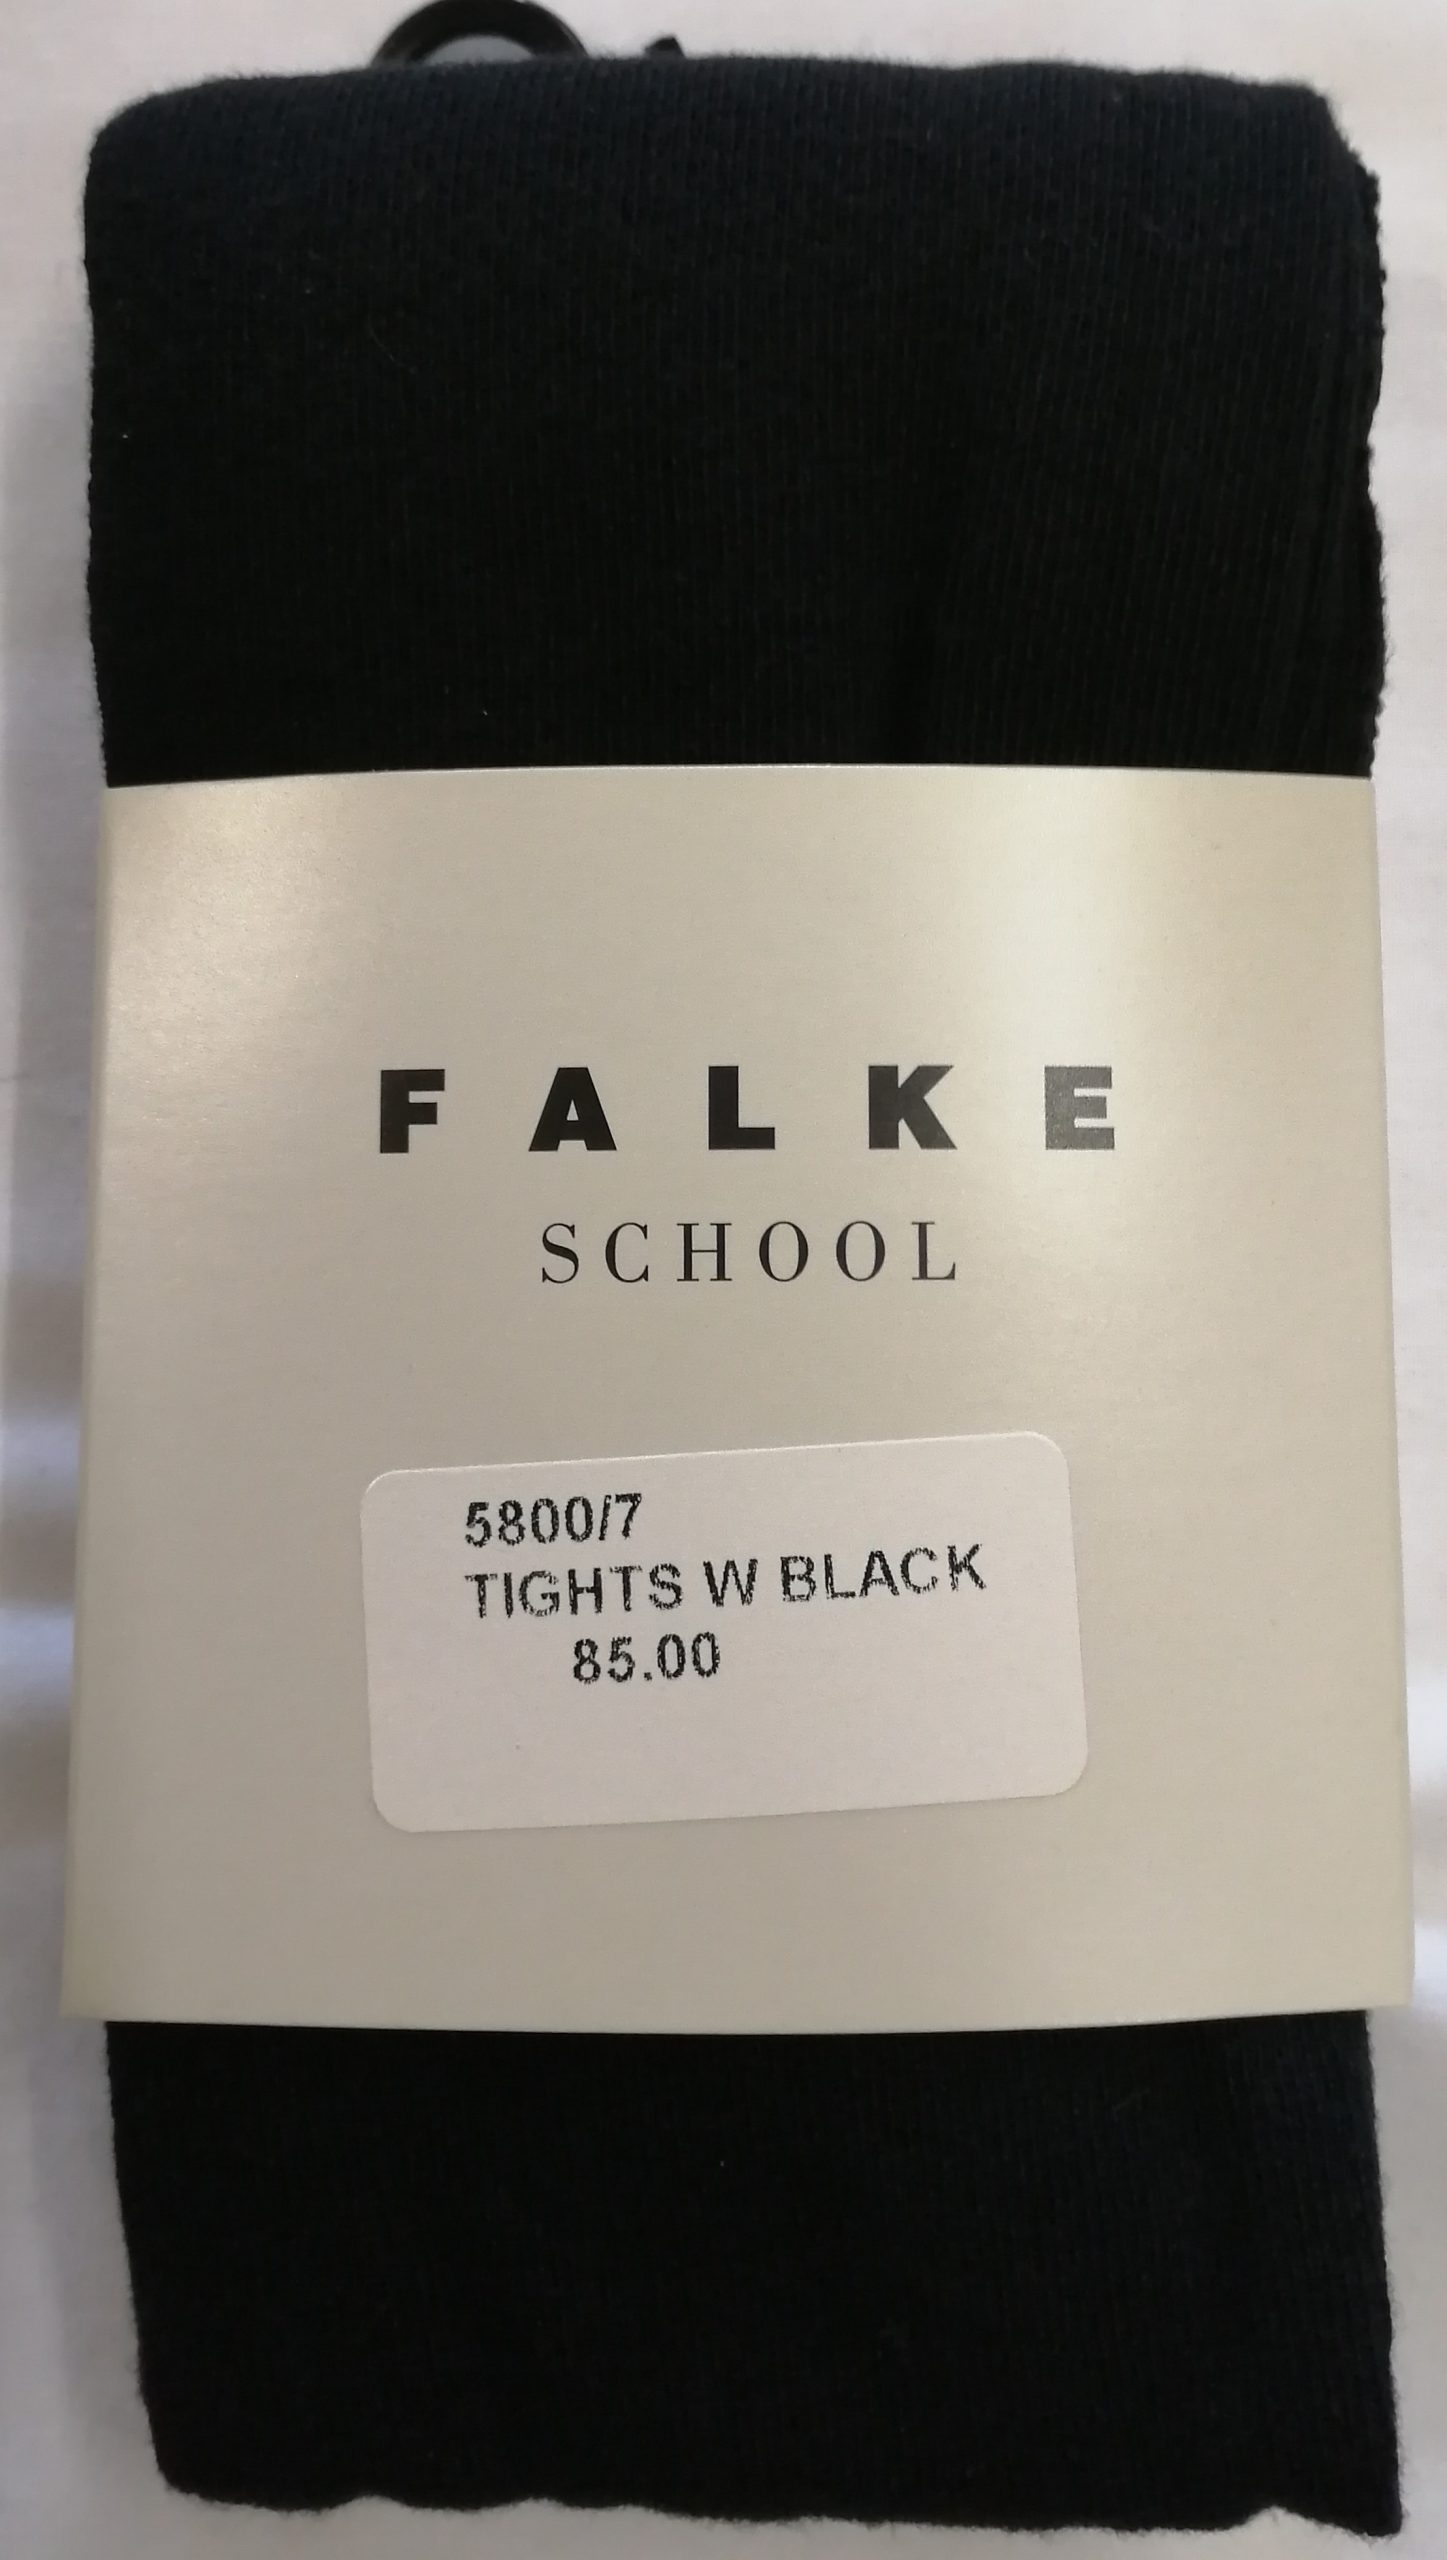 FALKE
SCHOOL
5800/7
TIGHTS W BLACK
85.00